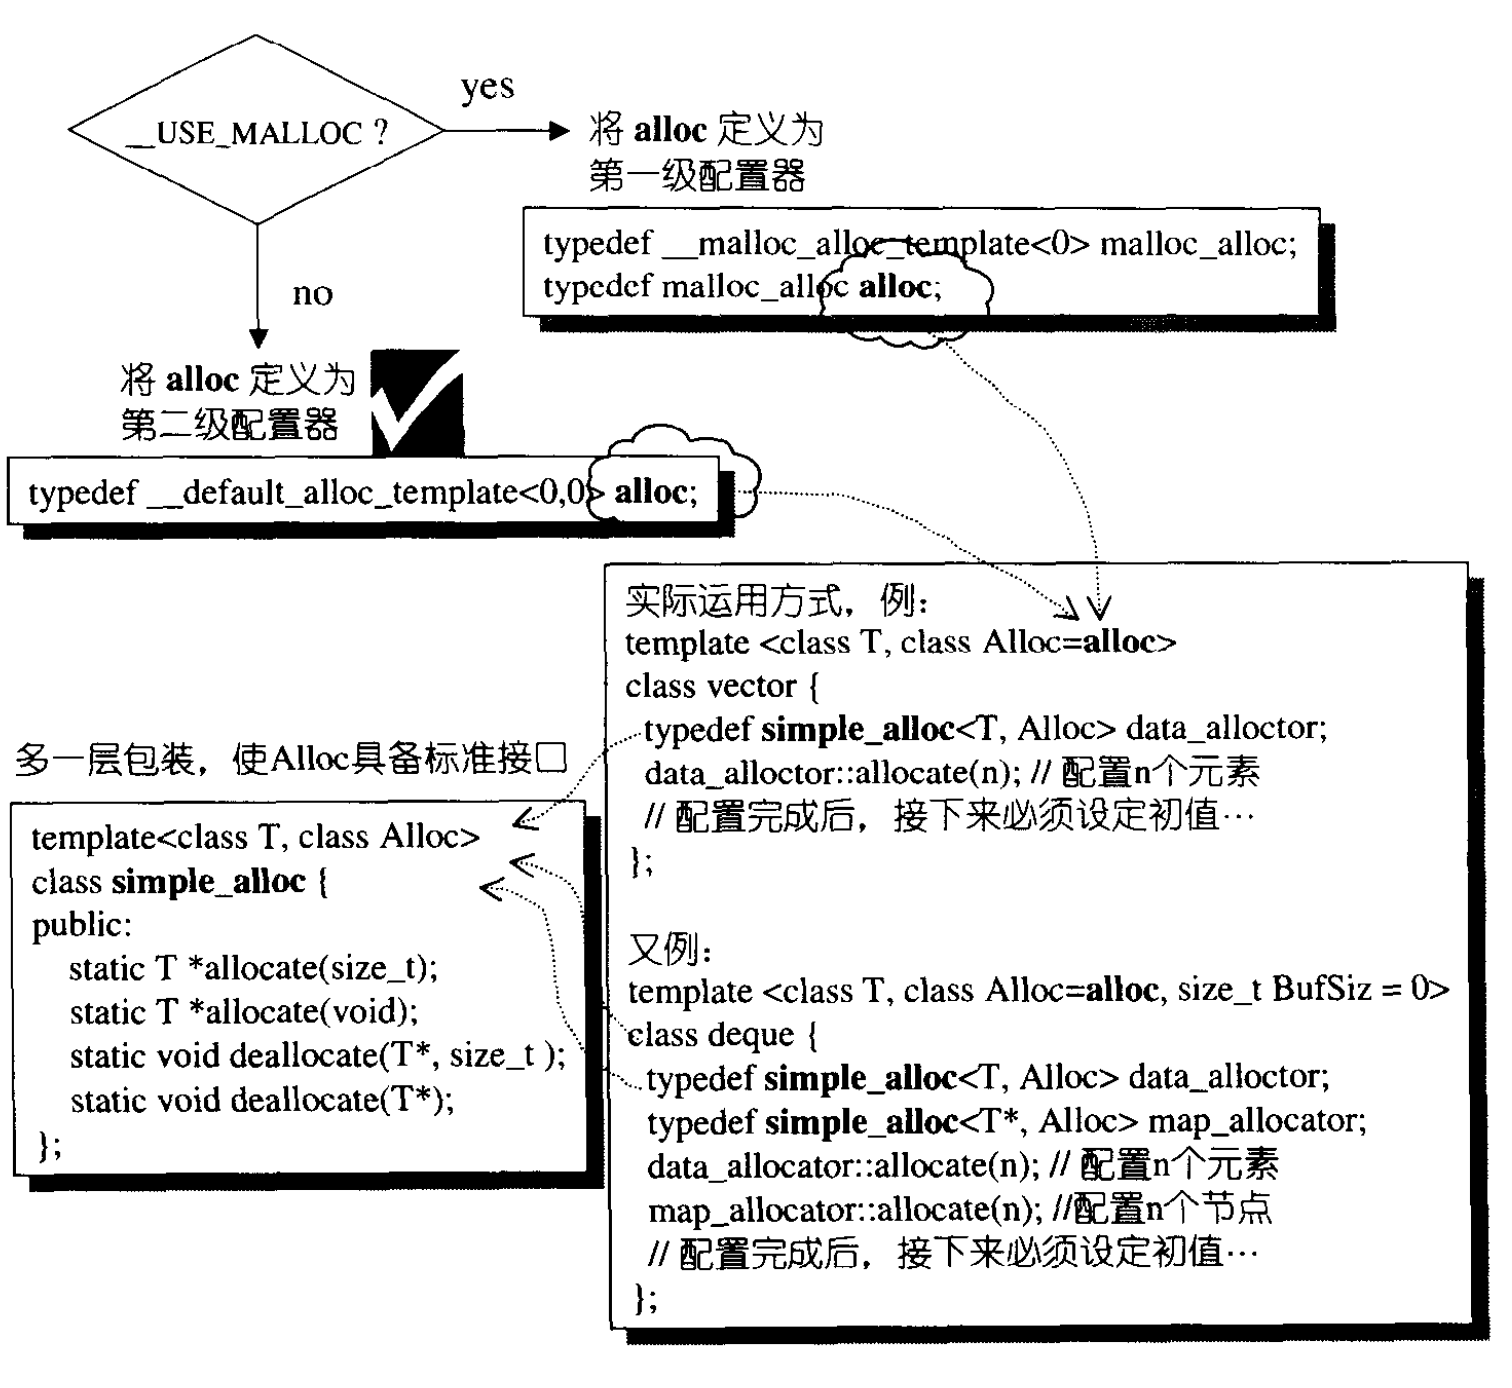 __USE_MALLOC ?
yes
将 alloc 定义为
第一级配置器
typedef __malloc_alloc_template<0> malloc_alloc;
typedef malloc_alloc alloc;
no
将 alloc 定义为
第二级配置器
typedef __default_alloc_template<0,0> alloc;
实际运用方式，例：
template <class T, class Alloc=alloc>
class vector {
typedef simple_alloc<T, Alloc> data_alloctor;
data_alloctor::allocate(n); // 配置n个元素
// 配置完成后，接下来必须设定初值…
};
又例：
template <class T, class Alloc=alloc, size_t BufSiz = 0>
class deque {
typedef simple_alloc<T, Alloc> data_alloctor;
typedef simple_alloc<T*, Alloc> map_allocator;
data_allocator::allocate(n); // 配置n个元素
map_allocator::allocate(n); //配置n个节点
// 配置完成后，接下来必须设定初值…
};
多一层包装，使Alloc具备标准接口
template<class T, class Alloc>
class simple_alloc {
public:
static T *allocate(size_t);
static T *allocate(void);
static void deallocate(T*, size_t );
static void deallocate(T*);
};